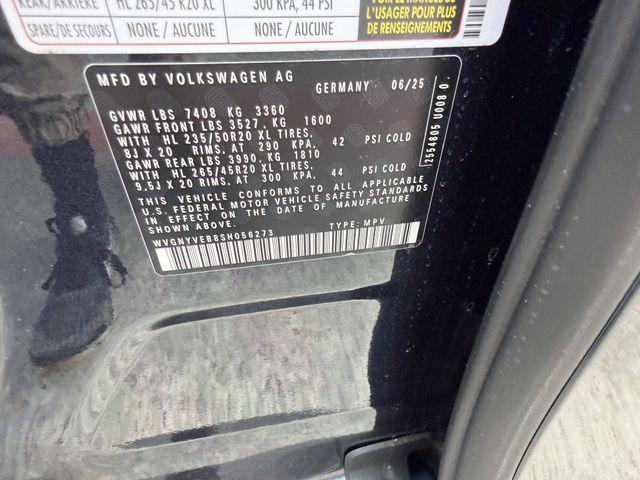 REAR/ARRIÈRE HL 265/45 R20 XL 300 KPA, 44 PSI
SPARE/DE SECOURS NONE / AUCUNE NONE / AUCUNE
VOIR LE MANUEL DE
L'USAGER POUR PLUS
DE RENSEIGNEMENTS
MFD BY VOLKSWAGEN AG GERMANY 06/25
GVWR LBS 7408 KG 3360
GAWR FRONT LBS 3527, KG 1600
WITH HL 235/50R20 XL TIRES,
8J X 20 RIMS, AT 290 KPA, 42 PSI COLD
GAWR REAR LBS 3990, KG 1810
WITH HL 265/45R20 XL TIRES,
9.5J X 20 RIMS, AT 300 KPA, 44 PSI COLD
THIS VEHICLE CONFORMS TO ALL APPLICABLE
U.S. FEDERAL MOTOR VEHICLE SAFETY STANDARDS
IN EFFECT ON THE DATE OF MANUFACTURE
SHOWN ABOVE.
WVGNYVEB8SH056273 TYPE: MPV
2554805 U008 0